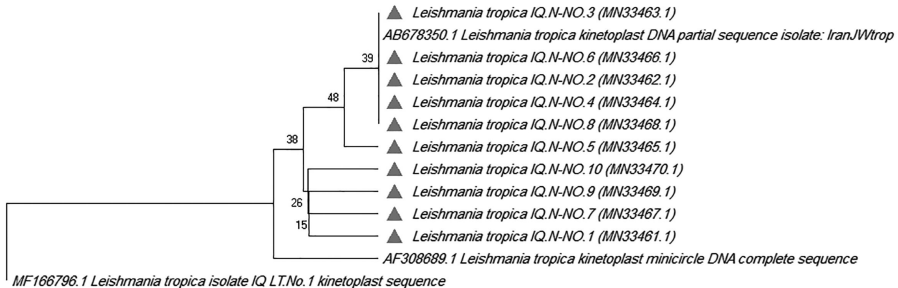 Leishmania tropica IQ.N-NO.3 (MN33463.1)
AB678350.1 Leishmania tropica kinetoplast DNA partial sequence isolate: IranJWtrop
39
Leishmania tropica IQ.N-NO.6 (MN33466.1)
Leishmania tropica IQ.N-NO.2 (MN33462.1)
48
Leishmania tropica IQ.N-NO.4 (MN33464.1)
Leishmania tropica IQ.N-NO.8 (MN33468.1)
38
Leishmania tropica IQ.N-NO.5 (MN33465.1)
Leishmania tropica IQ.N-NO.10 (MN33470.1)
Leishmania tropica IQ.N-NO.9 (MN33469.1)
26
Leishmania tropica IQ.N-NO.7 (MN33467.1)
15
Leishmania tropica IQ.N-NO.1 (MN33461.1)
AF308689.1 Leishmania tropica kinetoplast minicircle DNA complete sequence
MF166796.1 Leishmania tropica isolate IQ LT.No.1 kinetoplast sequence